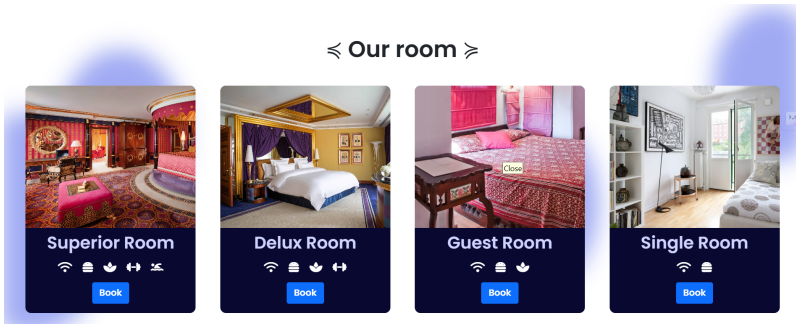 ≼ Our room ≽
Close
Superior Room
Delux Room
Guest Room
Single Room
Book
Book
Book
Book